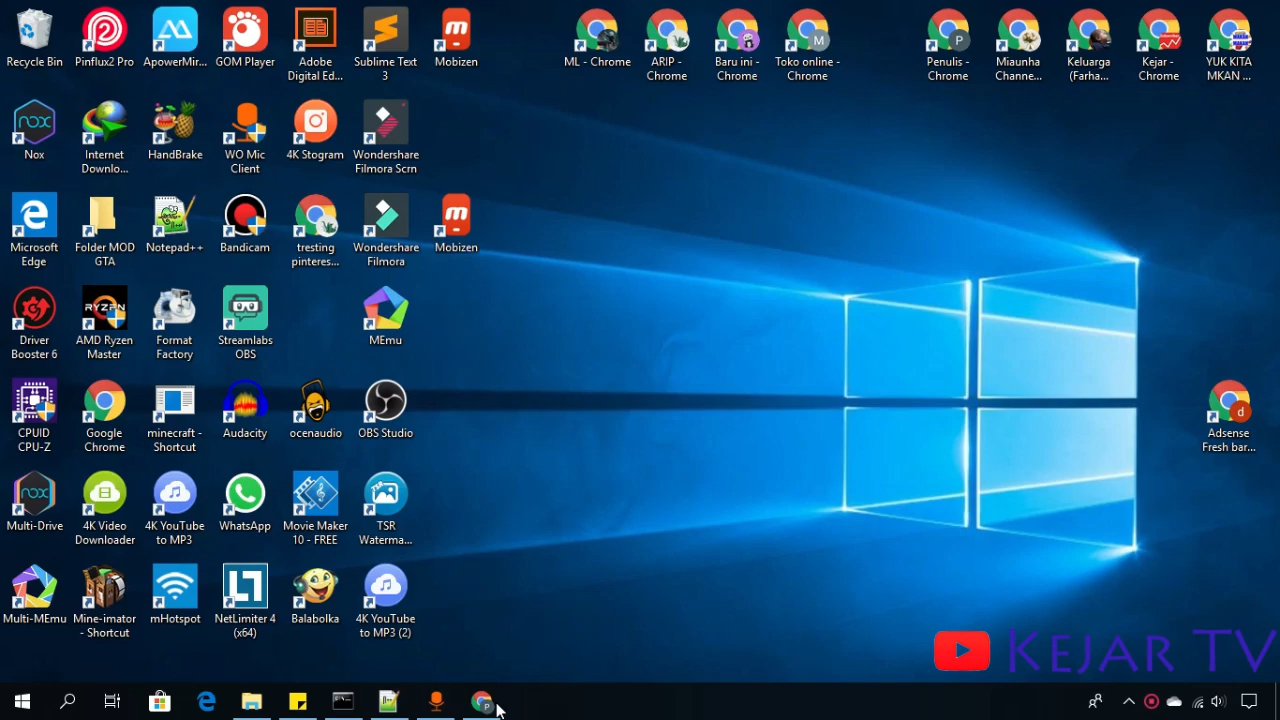 Recycle Bin
Pinflux2 Pro
ApowerMir...
GOM Player
Adobe
Digital Ed...
Sublime Text
3
Mobizen
ML - Chrome
ARIP -
Chrome
Baru ini -
Chrome
M
Toko online -
Chrome
P
Penulis -
Chrome
Miaunha
Channe...
Keluarga
(Farha...
Kejar -
Chrome
YUK KITA
MKAN ...
nox
Nox
Internet
Downlo...
HandBrake
WO Mic
Client
4K Stogram
Wondershare
Filmora Scrn
Microsoft
Edge
Folder MOD
GTA
Notepad++
Bandicam
tresting
pinteres...
Wondershare
Filmora
m
Mobizen
Driver
Booster 6
RYZEN
AMD Ryzen
Master
Format
Factory
Streamlabs
OBS
MEmu
CPUID
CPU-Z
Google
Chrome
minecraft -
Shortcut
Audacity
ocenaudio
OBS Studio
d
Adsense
Fresh bar...
nox
Multi-Drive
4K Video
Downloader
4K YouTube
to MP3
WhatsApp
Movie Maker
10 - FREE
TSR
Waterma...
Multi-MEmu
Mine-imator
- Shortcut
mHotspot
NetLimiter 4
(x64)
Balabolka
4K YouTube
to MP3 (2)
Kejar TV